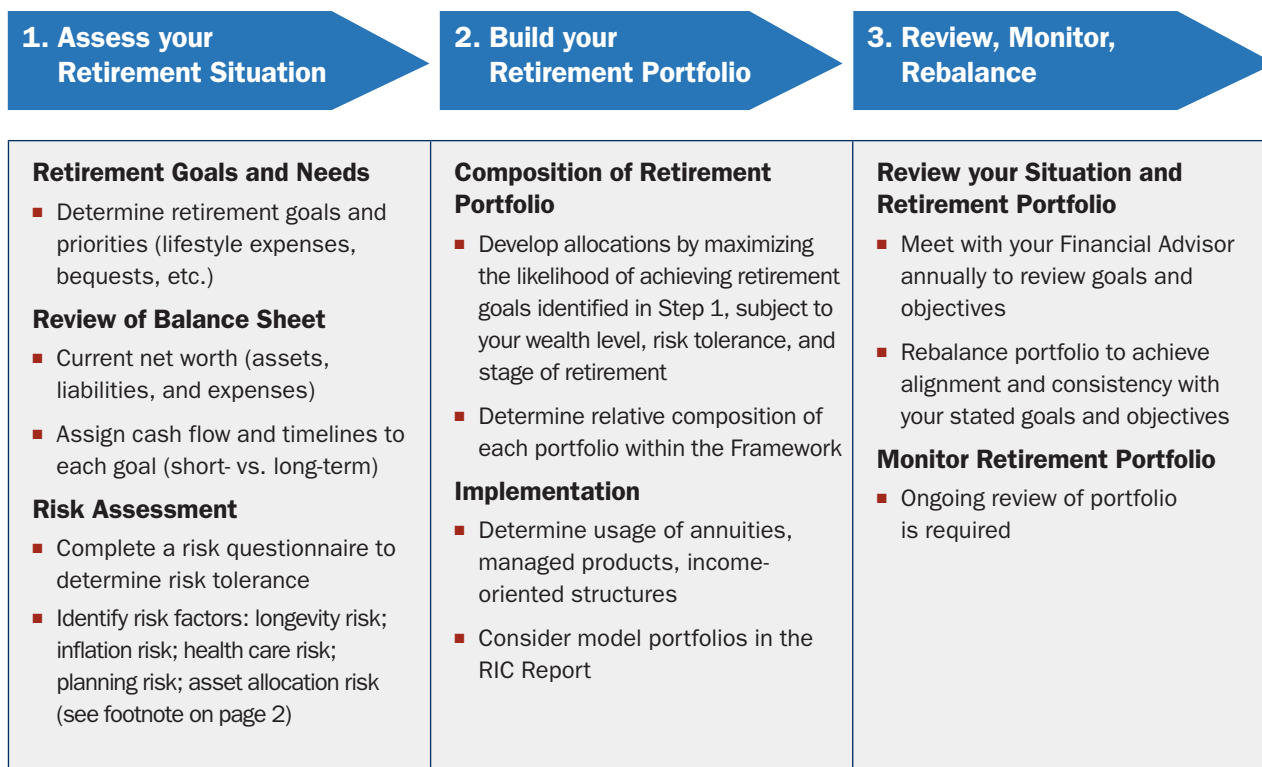 1. Assess your
Retirement Situation
2. Build your
Retirement Portfolio
3. Review, Monitor,
Rebalance
Retirement Goals and Needs
■ Determine retirement goals and
priorities (lifestyle expenses,
bequests, etc.)
Review of Balance Sheet
■ Current net worth (assets,
liabilities, and expenses)
■ Assign cash flow and timelines to
each goal (short- vs. long-term)
Risk Assessment
■ Complete a risk questionnaire to
determine risk tolerance
■ Identify risk factors: longevity risk;
inflation risk; health care risk;
planning risk; asset allocation risk
(see footnote on page 2)
Composition of Retirement
Portfolio
■ Develop allocations by maximizing
the likelihood of achieving retirement
goals identified in Step 1, subject to
your wealth level, risk tolerance, and
stage of retirement
■ Determine relative composition of
each portfolio within the Framework
Implementation
■ Determine usage of annuities,
managed products, income-
oriented structures
■ Consider model portfolios in the
RIC Report
Review your Situation and
Retirement Portfolio
■ Meet with your Financial Advisor
annually to review goals and
objectives
■ Rebalance portfolio to achieve
alignment and consistency with
your stated goals and objectives
Monitor Retirement Portfolio
■ Ongoing review of portfolio
is required